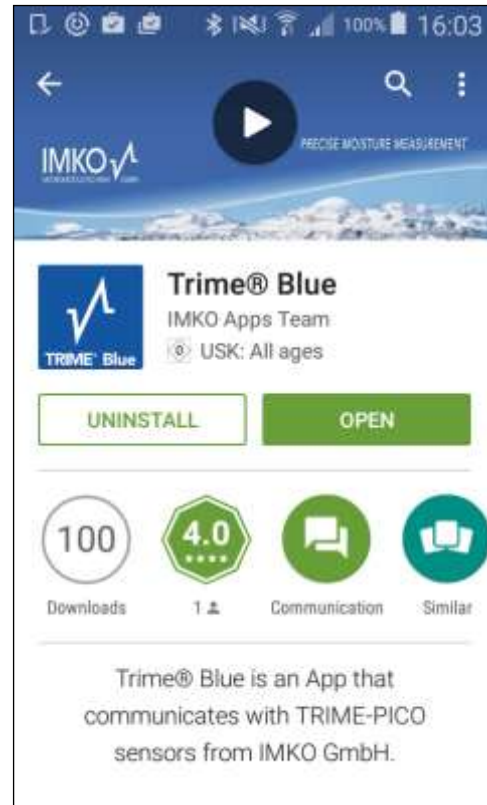 100% 16:03
IMKO
PRECISE MOISTURE MEASUREMENT
Trime® Blue
IMKO Apps Team
TRIME® Blue
0 USK: All ages
UNINSTALL OPEN
100 4.0
Downloads 1 Communication Similar
Trime® Blue is an App that
communicates with TRIME-PICO
sensors from IMKO GmbH.